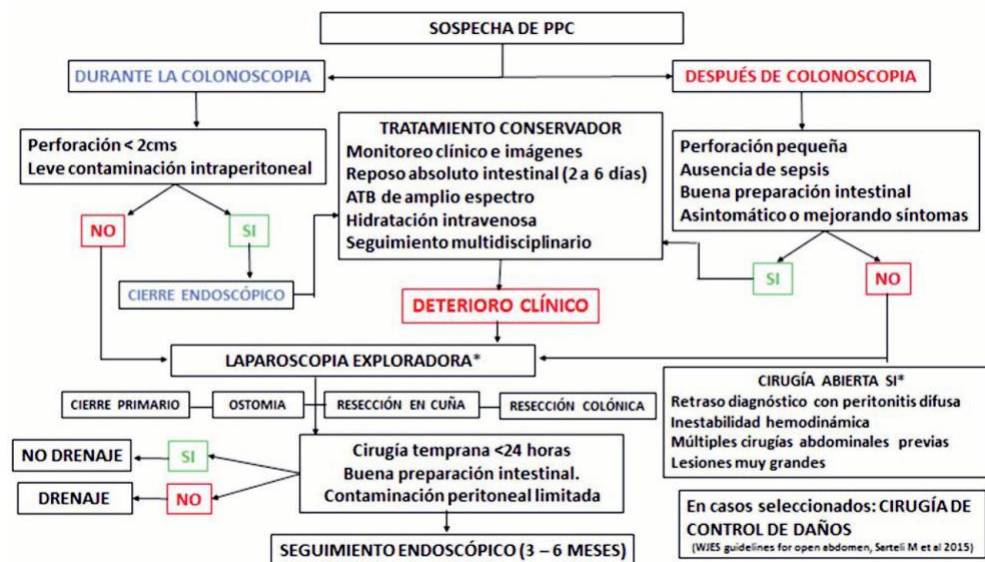 SOSPECHA DE PPC
DURANTE LA COLONOSCOPIA
DESPUÉS DE COLONOSCOPIA
Perforación < 2cms
Leve contaminación intraperitoneal
TRATAMIENTO CONSERVADOR
Monitoreo clínico e imágenes
Reposo absoluto intestinal (2 a 6 días)
ATB de amplio espectro
Hidratación intravenosa
Seguimiento multidisciplinario
Perforación pequeña
Ausencia de sepsis
Buena preparación intestinal
Asintomático o mejorando síntomas
NO
SI
SI
NO
CIERRE ENDOSCÓPICO
DETERIORO CLÍNICO
LAPAROSCOPIA EXPLORADORA*
CIERRE PRIMARIO
OSTOMIA
RESECCIÓN EN CUÑA
RESECCIÓN COLÓNICA
CIRUGÍA ABIERTA SI*
Retraso diagnóstico con peritonitis difusa
Inestabilidad hemodinámica
Múltiples cirugías abdominales previas
Lesiones muy grandes
NO DRENAJE
SI
DRENAJE
NO
Cirugía temprana <24 horas
Buena preparación intestinal.
Contaminación peritoneal limitada
SEGUIMIENTO ENDOSCÓPICO (3 – 6 MESES)
En casos seleccionados: CIRUGÍA DE
CONTROL DE DAÑOS
(WJES guidelines for open abdomen, Sarteli M et al 2015)